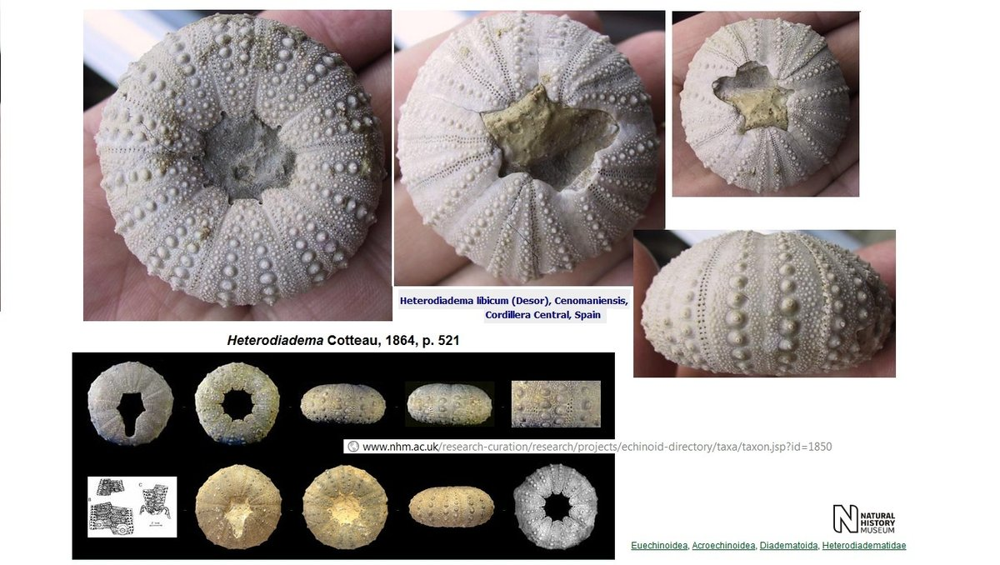 Heterodiadema libicum (Desor), Cenomaniensis,
Cordillera Central, Spain
Heterodiadema Cotteau, 1864, p. 521
www.nhm.ac.uk/research-curation/research/projects/echinoid-directory/taxa/taxon.jsp?id=1850
C
B
NATURAL
HISTORY
MUSEUM
Euechinoidea, Acroechinoidea, Diadematoida, Heterodiadematidae